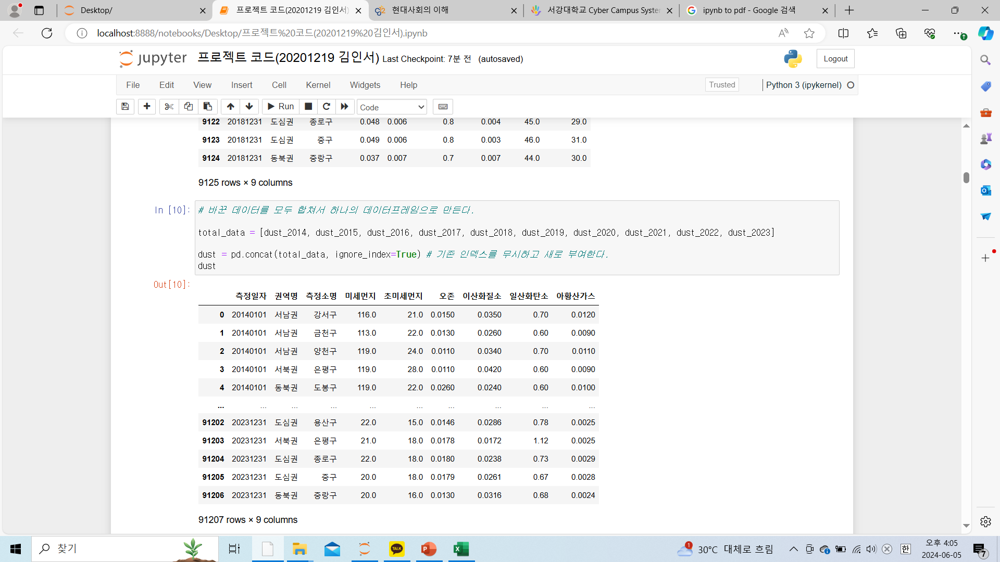 Desktop/
프로젝트 코드(20201219 김인서)
현대사회의 이해
서강대학교 Cyber Campus Syste
ipynb to pdf - Google 검색
localhost:8888/notebooks/Desktop/프로젝트%20코드(20201219%20김인서).ipynb
jupyter 프로젝트 코드(20201219 김인서) Last Checkpoint: 7분 전 (autosaved)
Logout
File Edit View Insert Cell Kernel Widgets Help
Trusted
Python 3 (ipykernel)
Run
Code
9122 20181231 도심권 종로구 0.048 0.006 0.8 0.004 45.0 29.0
9123 20181231 도심권 중구 0.049 0.006 0.8 0.003 46.0 31.0
9124 20181231 동북권 중랑구 0.037 0.007 0.7 0.007 44.0 30.0
9125 rows × 9 columns
In [10]:
# 바꾼 데이터를 모두 합쳐서 하나의 데이터프레임으로 만든다.
total_data = [dust_2014, dust_2015, dust_2016, dust_2017, dust_2018, dust_2019, dust_2020, dust_2021, dust_2022, dust_2023]
dust = pd.concat(total_data, ignore_index=True) # 기존 인덱스를 무시하고 새로 부여한다.
dust
Out[10]:
측정일자 권역명 측정소명 미세먼지 초미세먼지 오존 이산화질소 일산화탄소 아황산가스
0 20140101 서남권 강서구 116.0 21.0 0.0150 0.0350 0.70 0.0120
1 20140101 서남권 금천구 113.0 22.0 0.0130 0.0260 0.60 0.0090
2 20140101 서남권 양천구 119.0 24.0 0.0110 0.0340 0.70 0.0110
3 20140101 서북권 은평구 119.0 28.0 0.0110 0.0420 0.60 0.0090
4 20140101 동북권 도봉구 119.0 22.0 0.0260 0.0240 0.60 0.0100
... ... ... ... ... ... ... ... ... ...
91202 20231231 도심권 용산구 22.0 15.0 0.0146 0.0286 0.78 0.0025
91203 20231231 서북권 은평구 21.0 18.0 0.0178 0.0172 1.12 0.0025
91204 20231231 도심권 종로구 22.0 18.0 0.0180 0.0238 0.73 0.0029
91205 20231231 도심권 중구 20.0 18.0 0.0179 0.0261 0.67 0.0028
91206 20231231 동북권 중랑구 20.0 16.0 0.0130 0.0316 0.68 0.0024
91207 rows × 9 columns
찾기
TALK
P
X
1
30°C 대체로 흐림
한
오후 4:05
2024-06-05
7